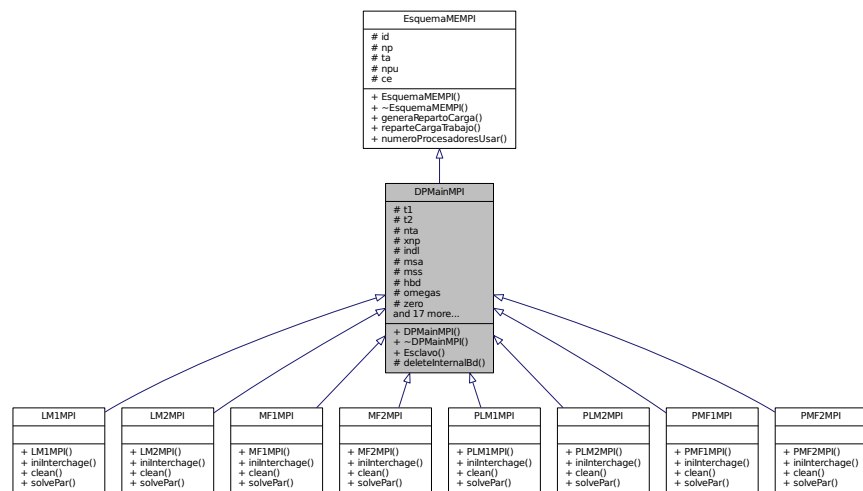 EsquemaMEMPI
# id
# np
# ta
# npu
# ce
+ EsquemaMEMPI()
+ ~EsquemaMEMPI()
+ generaRepartoCarga()
+ reparteCargaTrabajo()
+ numeroProcesadoresUsar()
DPMainMPI
# t1
# t2
# nta
# xnp
# indl
# msa
# mss
# hbd
# omegas
# zero
and 17 more...
+ DPMainMPI()
+ ~DPMainMPI()
+ Esclavo()
# deleteInternalBd()
LM1MPI
+ LM1MPI()
+ iniInterchage()
+ clean()
+ solvePar()
LM2MPI
+ LM2MPI()
+ iniInterchage()
+ clean()
+ solvePar()
MF1MPI
+ MF1MPI()
+ iniInterchage()
+ clean()
+ solvePar()
MF2MPI
+ MF2MPI()
+ iniInterchage()
+ clean()
+ solvePar()
PLM1MPI
+ PLM1MPI()
+ iniInterchage()
+ clean()
+ solvePar()
PLM2MPI
+ PLM2MPI()
+ iniInterchage()
+ clean()
+ solvePar()
PMF1MPI
+ PMF1MPI()
+ iniInterchage()
+ clean()
+ solvePar()
PMF2MPI
+ PMF2MPI()
+ iniInterchage()
+ clean()
+ solvePar()